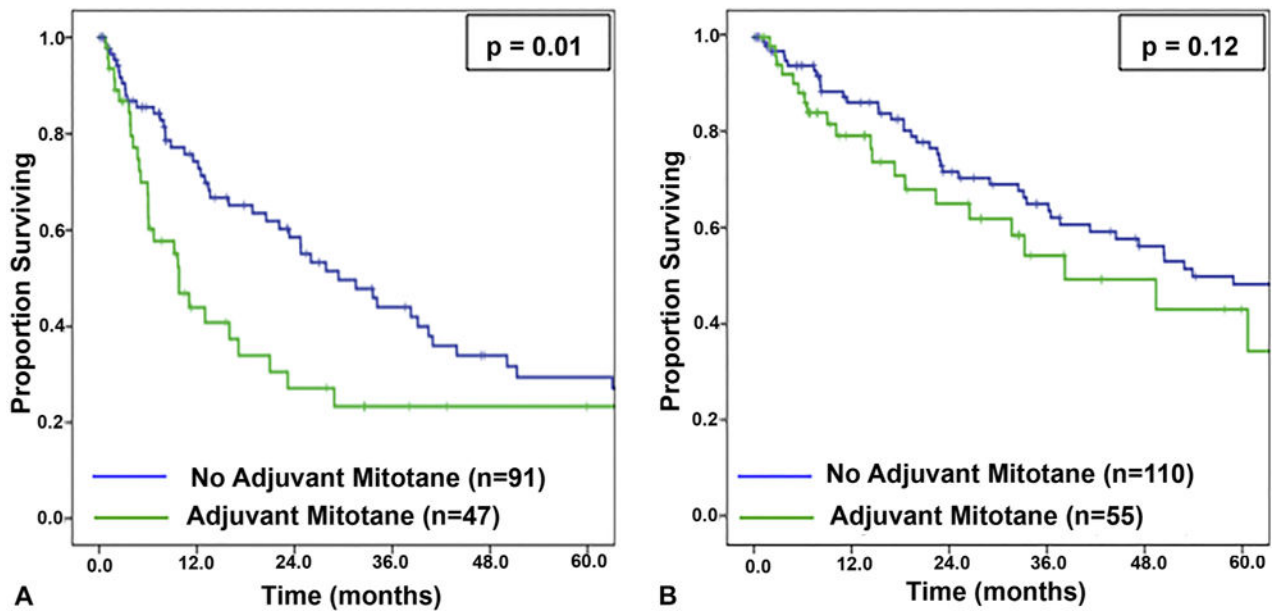 p = 0.01
Proportion Surviving
1.0
0.8
0.6
0.4
0.2
0.0
No Adjuvant Mitotane (n=91)
Adjuvant Mitotane (n=47)
0.0 12.0 24.0 36.0 48.0 60.0
Time (months)
A
p = 0.12
Proportion Surviving
1.0
0.8
0.6
0.4
0.2
0.0
No Adjuvant Mitotane (n=110)
Adjuvant Mitotane (n=55)
0.0 12.0 24.0 36.0 48.0 60.0
Time (months)
B